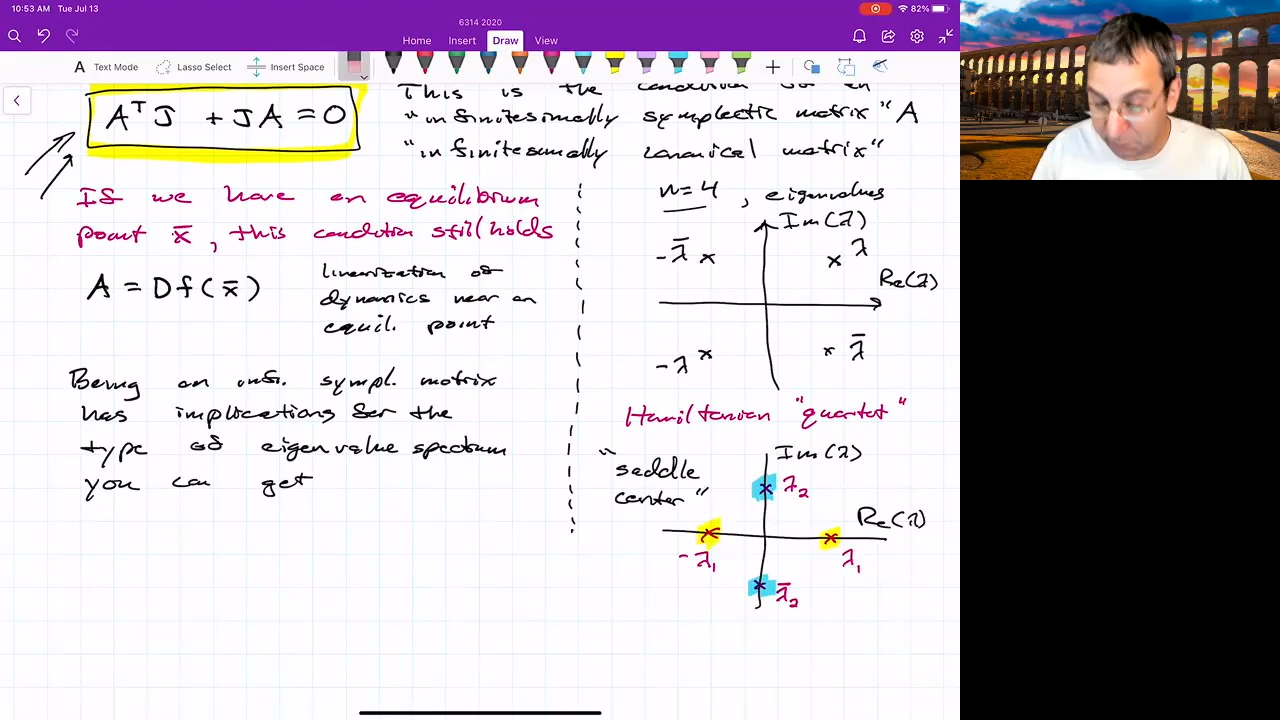 10:53 AM Tue Jul 13
82%
6314 2020
Home Insert Draw View
A Text Mode Lasso Select Insert Space
AᵀJ + JA = 0
This is the condition for an
"infinitesimally symplectic matrix" A
"infinitesimally canonical matrix"
If we have an equilibrium
point x̄, this condition still holds
A = Df(x̄)
linearization of
dynamics near an
equil. point
Being an inf. sympl. matrix
has implications for the
type of eigenvalue spectrum
you can get
n=4, eigenvalues
Im(λ)
-λ̄ × × λ
Re(λ)
-λ × × λ̄
Hamiltonian "quartet"
"saddle
center"
Im(λ)
× λ₂
Re(λ)
× ×
-λ₁ λ₁
× λ̄₂